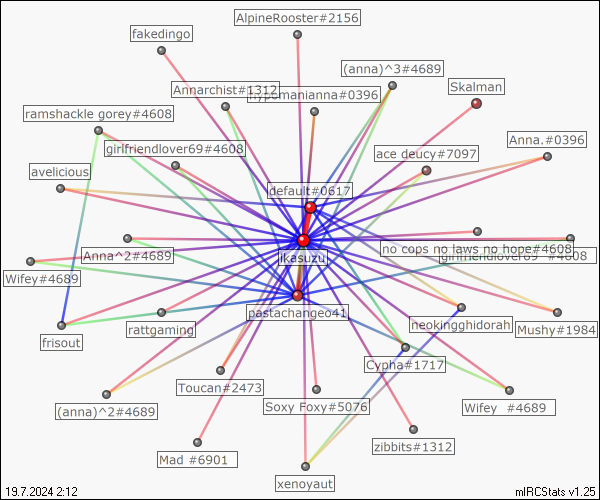 AlpineRooster#2156
fakedingo
(anna)^3#4689
Skalman
Annarchist#1312
hypomanianna#0396
ramshackle gorey#4608
girlfriendlover69#4608
Anna.#0396
ace deucy#7097
avelicious
default#0617
Anna^2#4689
ikasuzu
no cops no laws no hope#4608
girlfriendlover69 #4608
Wifey#4689
pastachangeo41
rattgaming
neokingghidorah
Mushy#1984
frisout
Cypha#1717
Toucan#2473
(anna)^2#4689
Soxy Foxy#5076
Wifey #4689
zibbits#1312
Mad #6901
xenoyaut
19.7.2024 2:12
mIRCStats v1.25